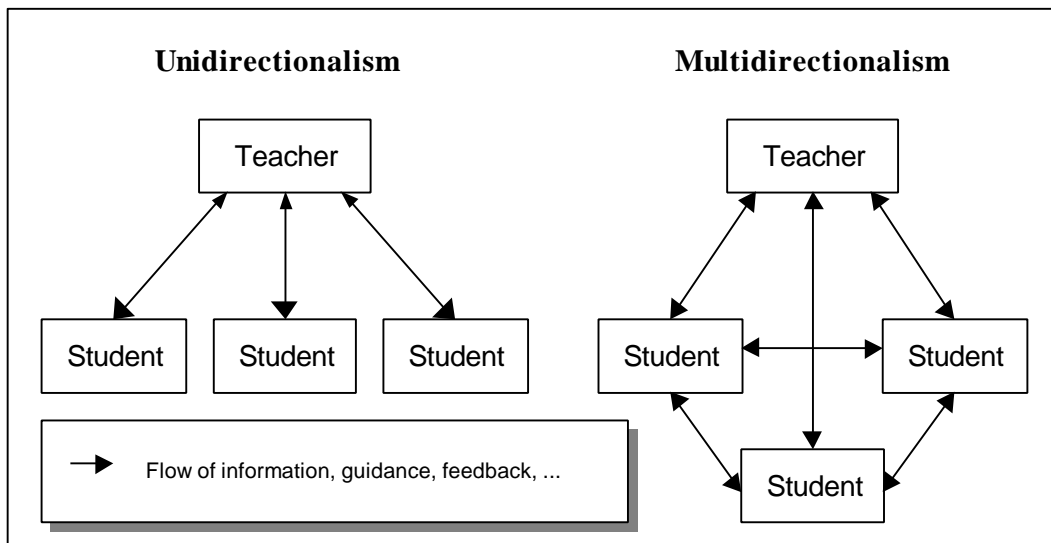 Unidirectionalism
Teacher
Student Student Student
Multidirectionalism
Teacher
Student Student
Student
Flow of information, guidance, feedback, ...